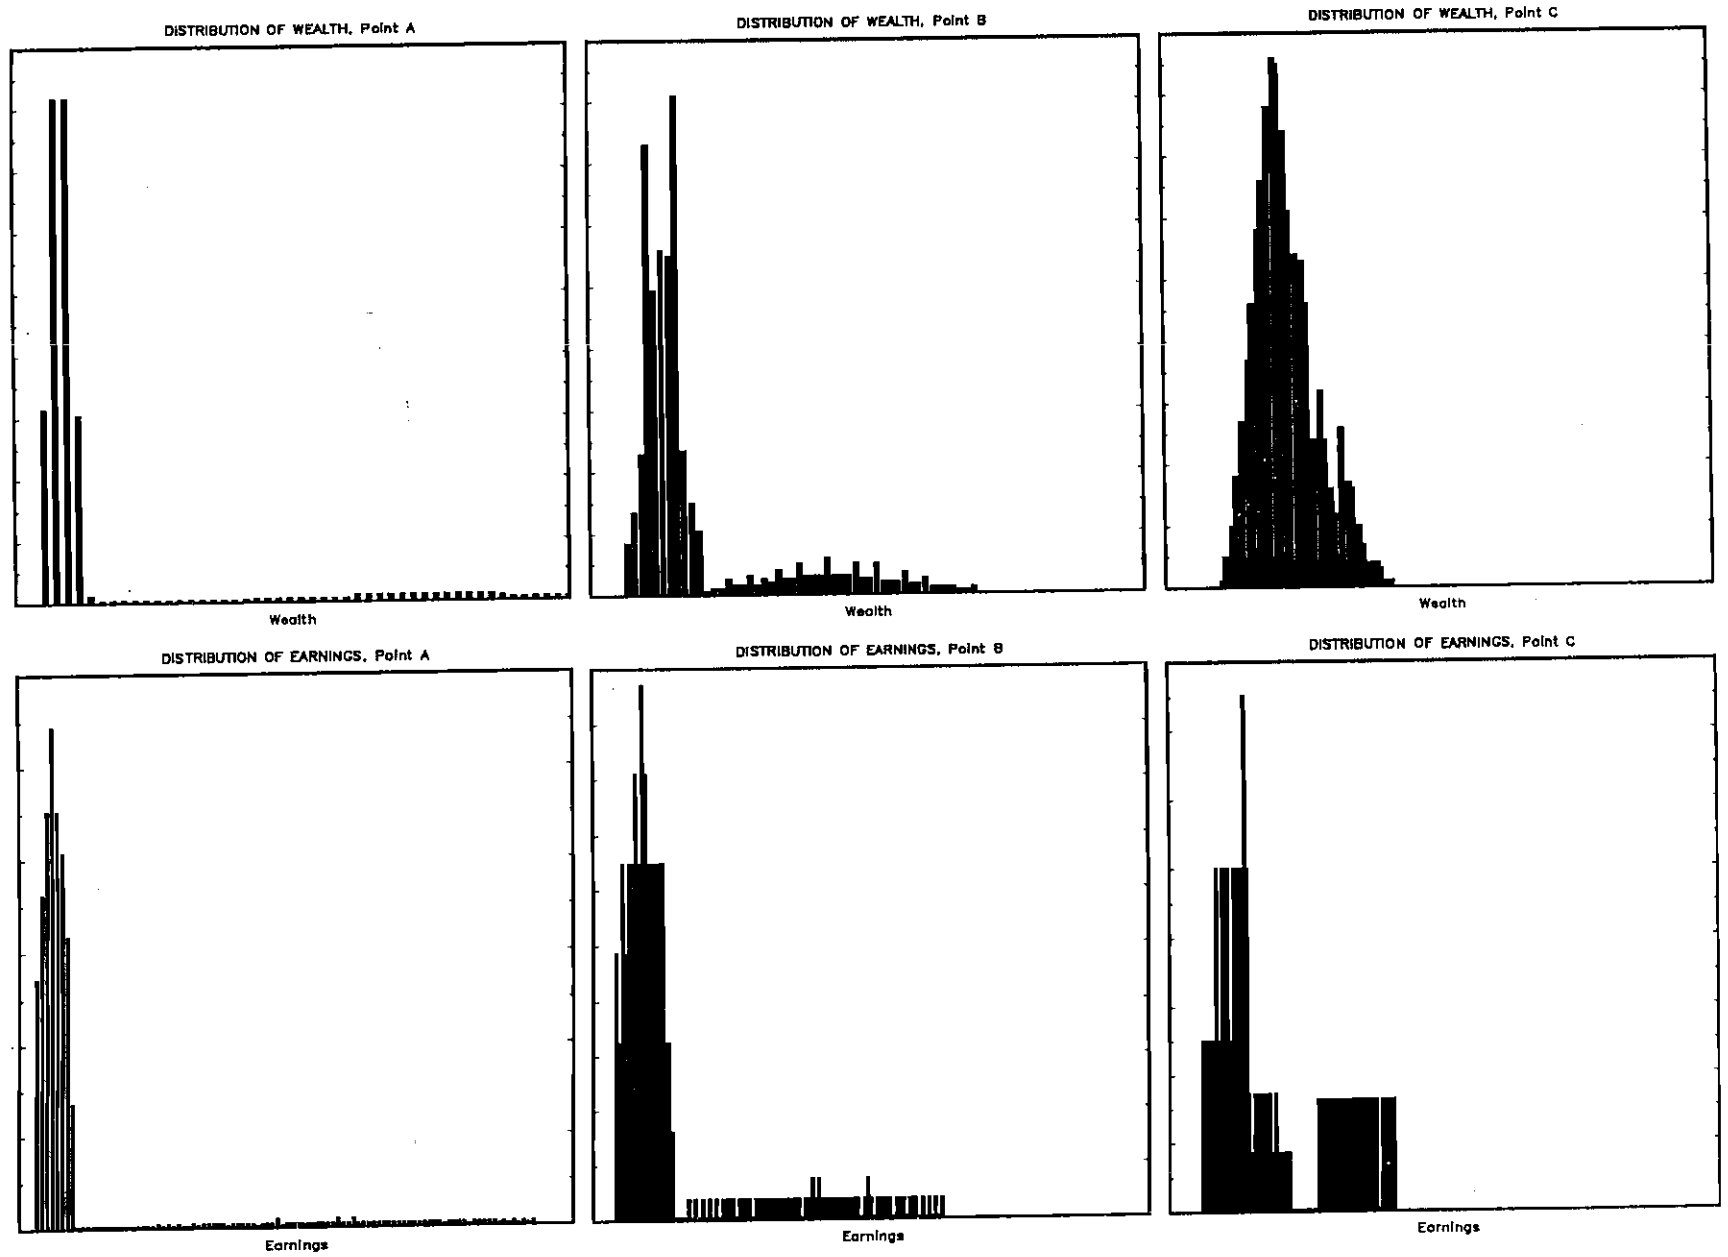 DISTRIBUTION OF WEALTH, Point A
DISTRIBUTION OF WEALTH, Point B
DISTRIBUTION OF WEALTH, Point C
Wealth
Wealth
Wealth
DISTRIBUTION OF EARNINGS, Point A
DISTRIBUTION OF EARNINGS, Point B
DISTRIBUTION OF EARNINGS, Point C
Earnings
Earnings
Earnings